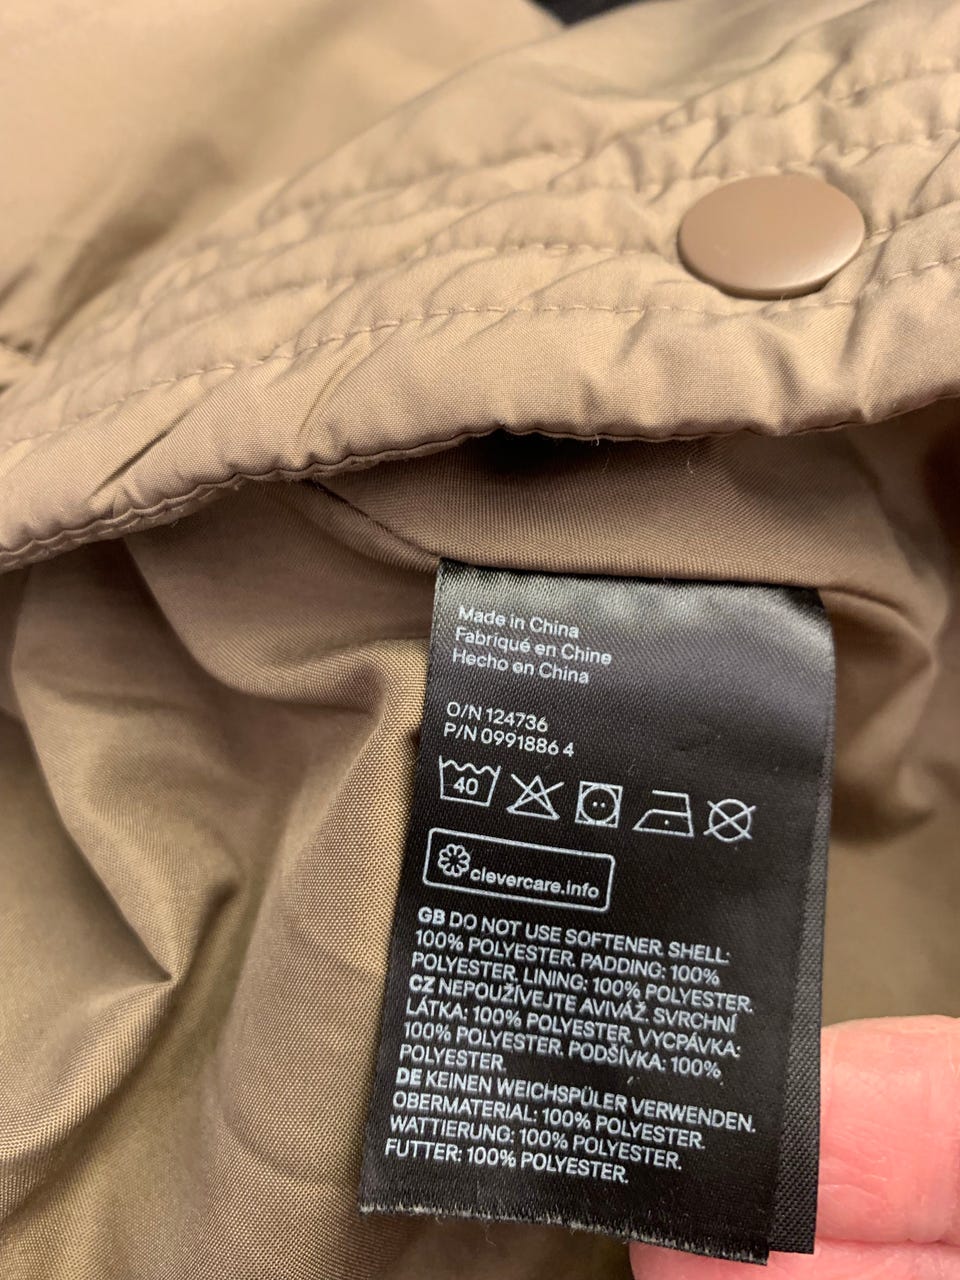 Made in China
Fabriqué en Chine
Hecho en China
O/N 124736
P/N 0991886 4
40
clevercare.info
GB DO NOT USE SOFTENER. SHELL:
100% POLYESTER. PADDING: 100%
POLYESTER. LINING: 100% POLYESTER.
CZ NEPOUŽÍVEJTE AVIVÁŽ. SVRCHNÍ
LÁTKA: 100% POLYESTER. VYCPÁVKA:
100% POLYESTER. PODŠÍVKA: 100%
POLYESTER.
DE KEINEN WEICHSPÜLER VERWENDEN.
OBERMATERIAL: 100% POLYESTER.
WATTIERUNG: 100% POLYESTER.
FUTTER: 100% POLYESTER.